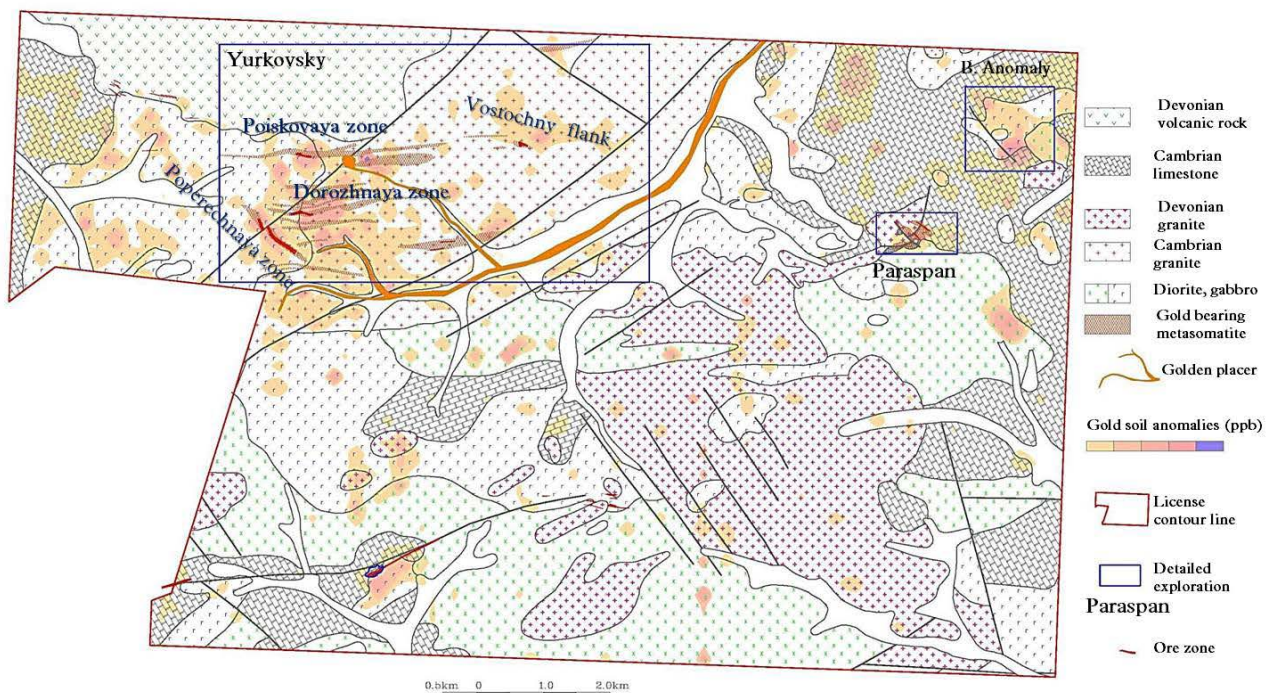 Yurkovsky
B. Anomaly
Vostochny flank
Poiskovaya zone
Dorozhnaya zone
Poperechnaya zone
Paraspan
Devonian
volcanic rock
Cambrian
limestone
Devonian
granite
Cambrian
granite
Diorite, gabbro
Gold bearing
metasomatite
Golden placer
Gold soil anomalies (ppb)
License
contour line
Detailed
exploration
Paraspan
Ore zone
0.5km 0 1.0 2.0km